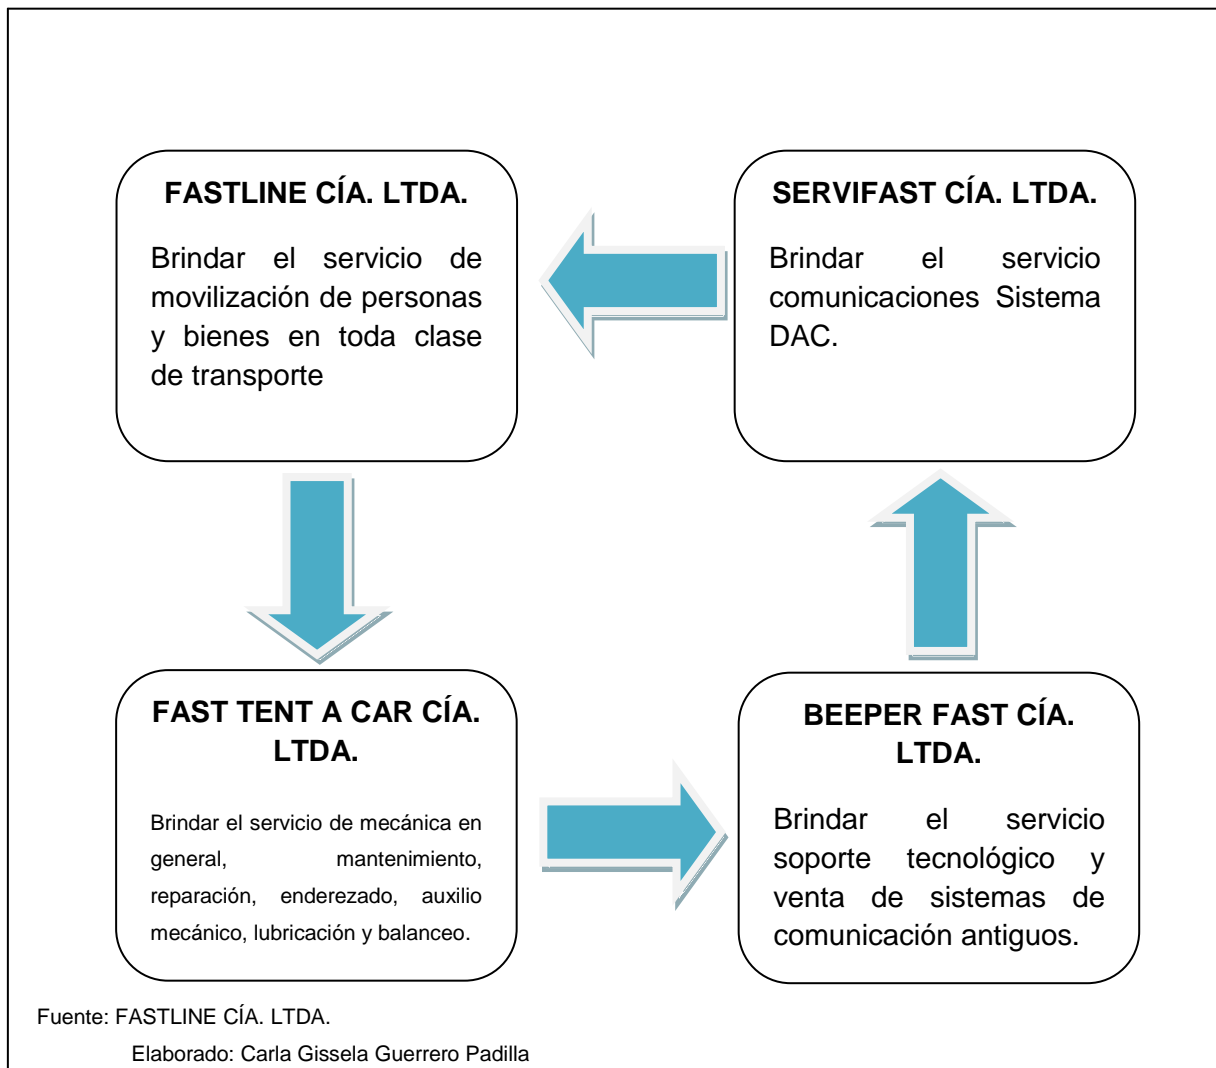 FASTLINE CÍA. LTDA.
Brindar el servicio de
movilización de personas
y bienes en toda clase
de transporte
SERVIFAST CÍA. LTDA.
Brindar el servicio
comunicaciones Sistema
DAC.
FAST TENT A CAR CÍA.
LTDA.
Brindar el servicio de mecánica en
general, mantenimiento,
reparación, enderezado, auxilio
mecánico, lubricación y balanceo.
BEEPER FAST CÍA.
LTDA.
Brindar el servicio
soporte tecnológico y
venta de sistemas de
comunicación antiguos.
Fuente: FASTLINE CÍA. LTDA.
Elaborado: Carla Gissela Guerrero Padilla